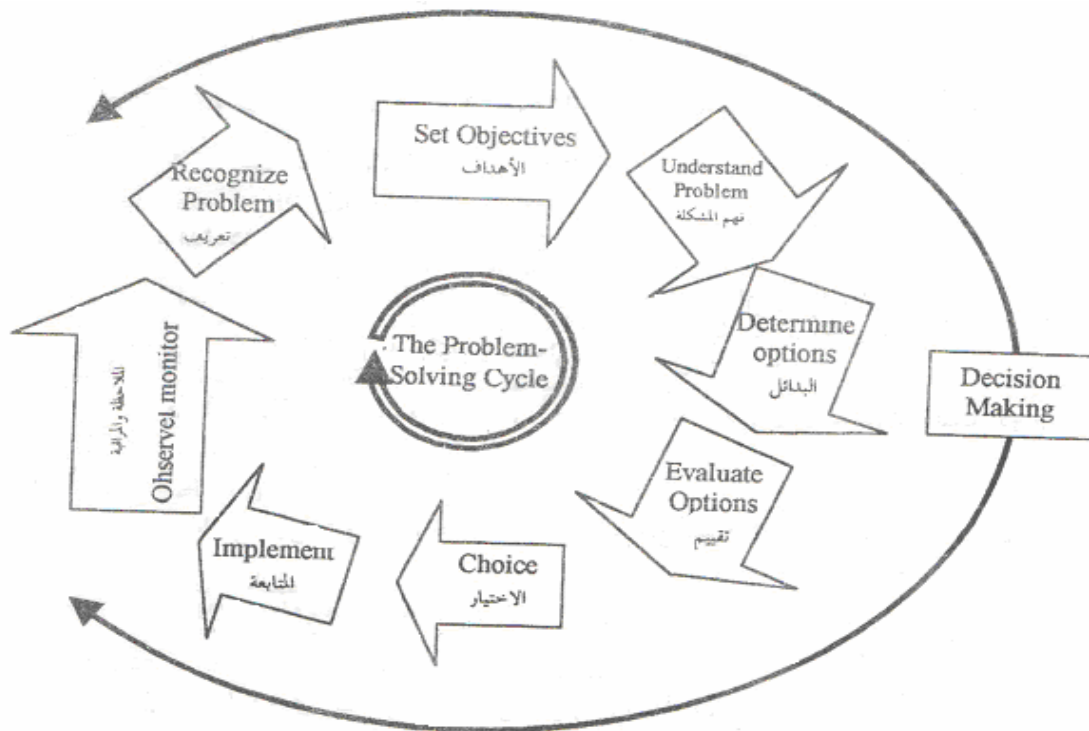 Set Objectives
الأهداف
Understand
Problem
فهم المشكلة
Recognize
Problem
تعريف
Determine
options
البدائل
The Problem-
Solving Cycle
Decision
Making
Ohservel monitor
الملاحظة والمراقبة
Evaluate
Options
تقييم
Implement
المتابعة
Choice
الاختيار